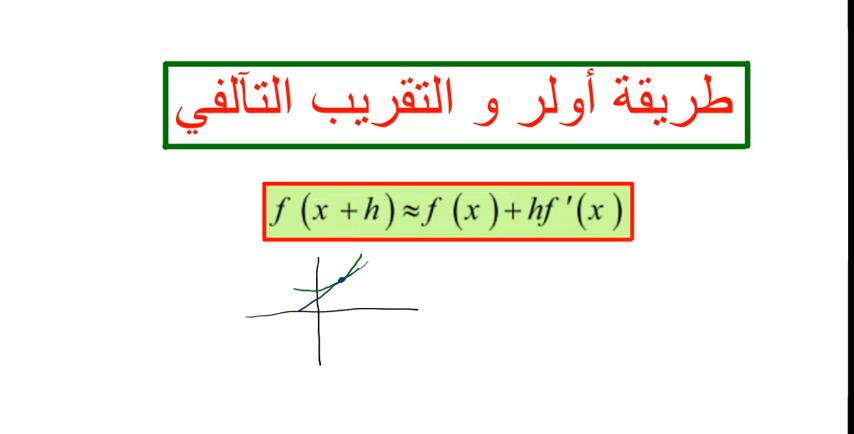 طريقة أولر و التقريب التآلفي
f (x + h) ≈ f (x) + hf '(x)